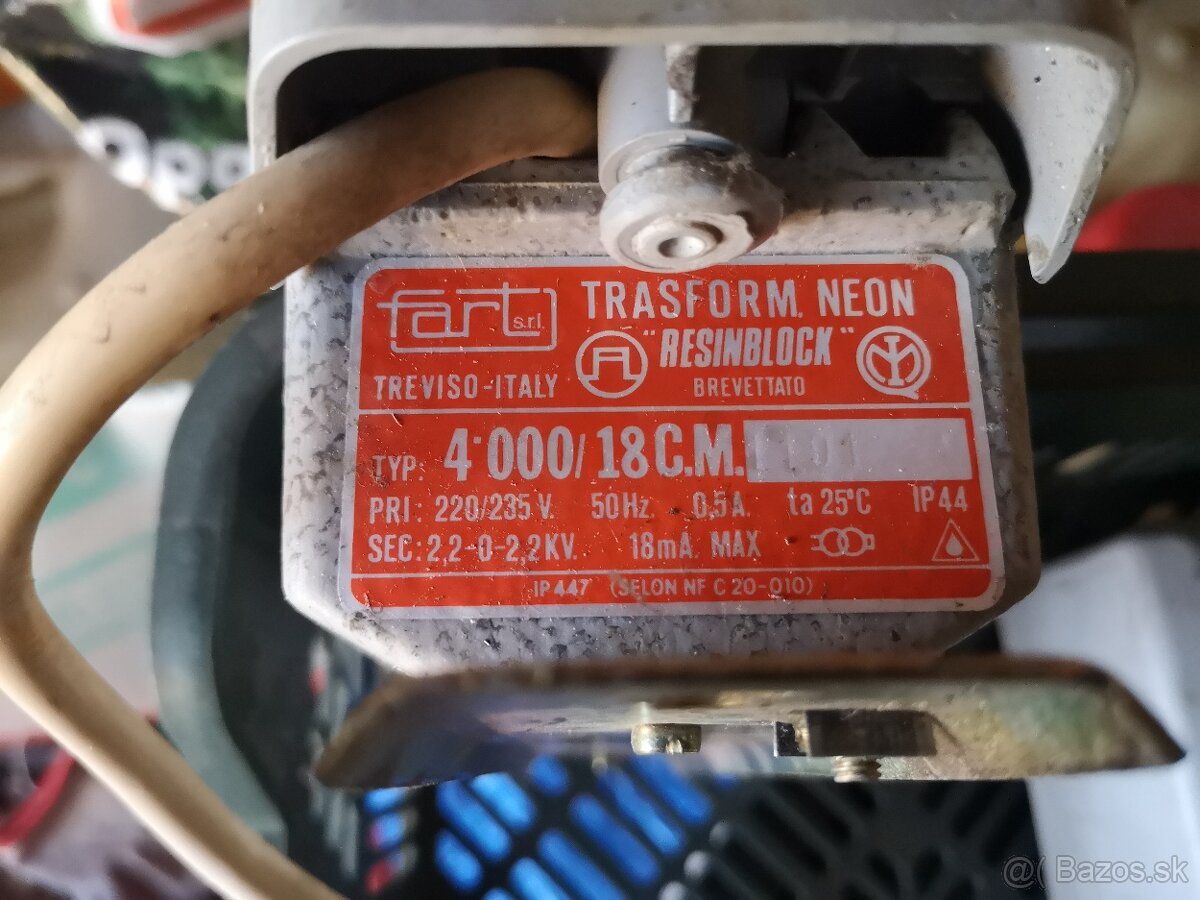 fart s.r.l.
TREVISO-ITALY
TRASFORM. NEON
"RESINBLOCK"
BREVETTATO
TYP: 4·000/18 C.M.
PRI: 220/235 V. 50Hz. 0,5A. ta 25°C IP44
SEC: 2,2-0-2,2KV. 18mA. MAX
IP 447 (SELON NF C 20-010)
@( Bazos.sk